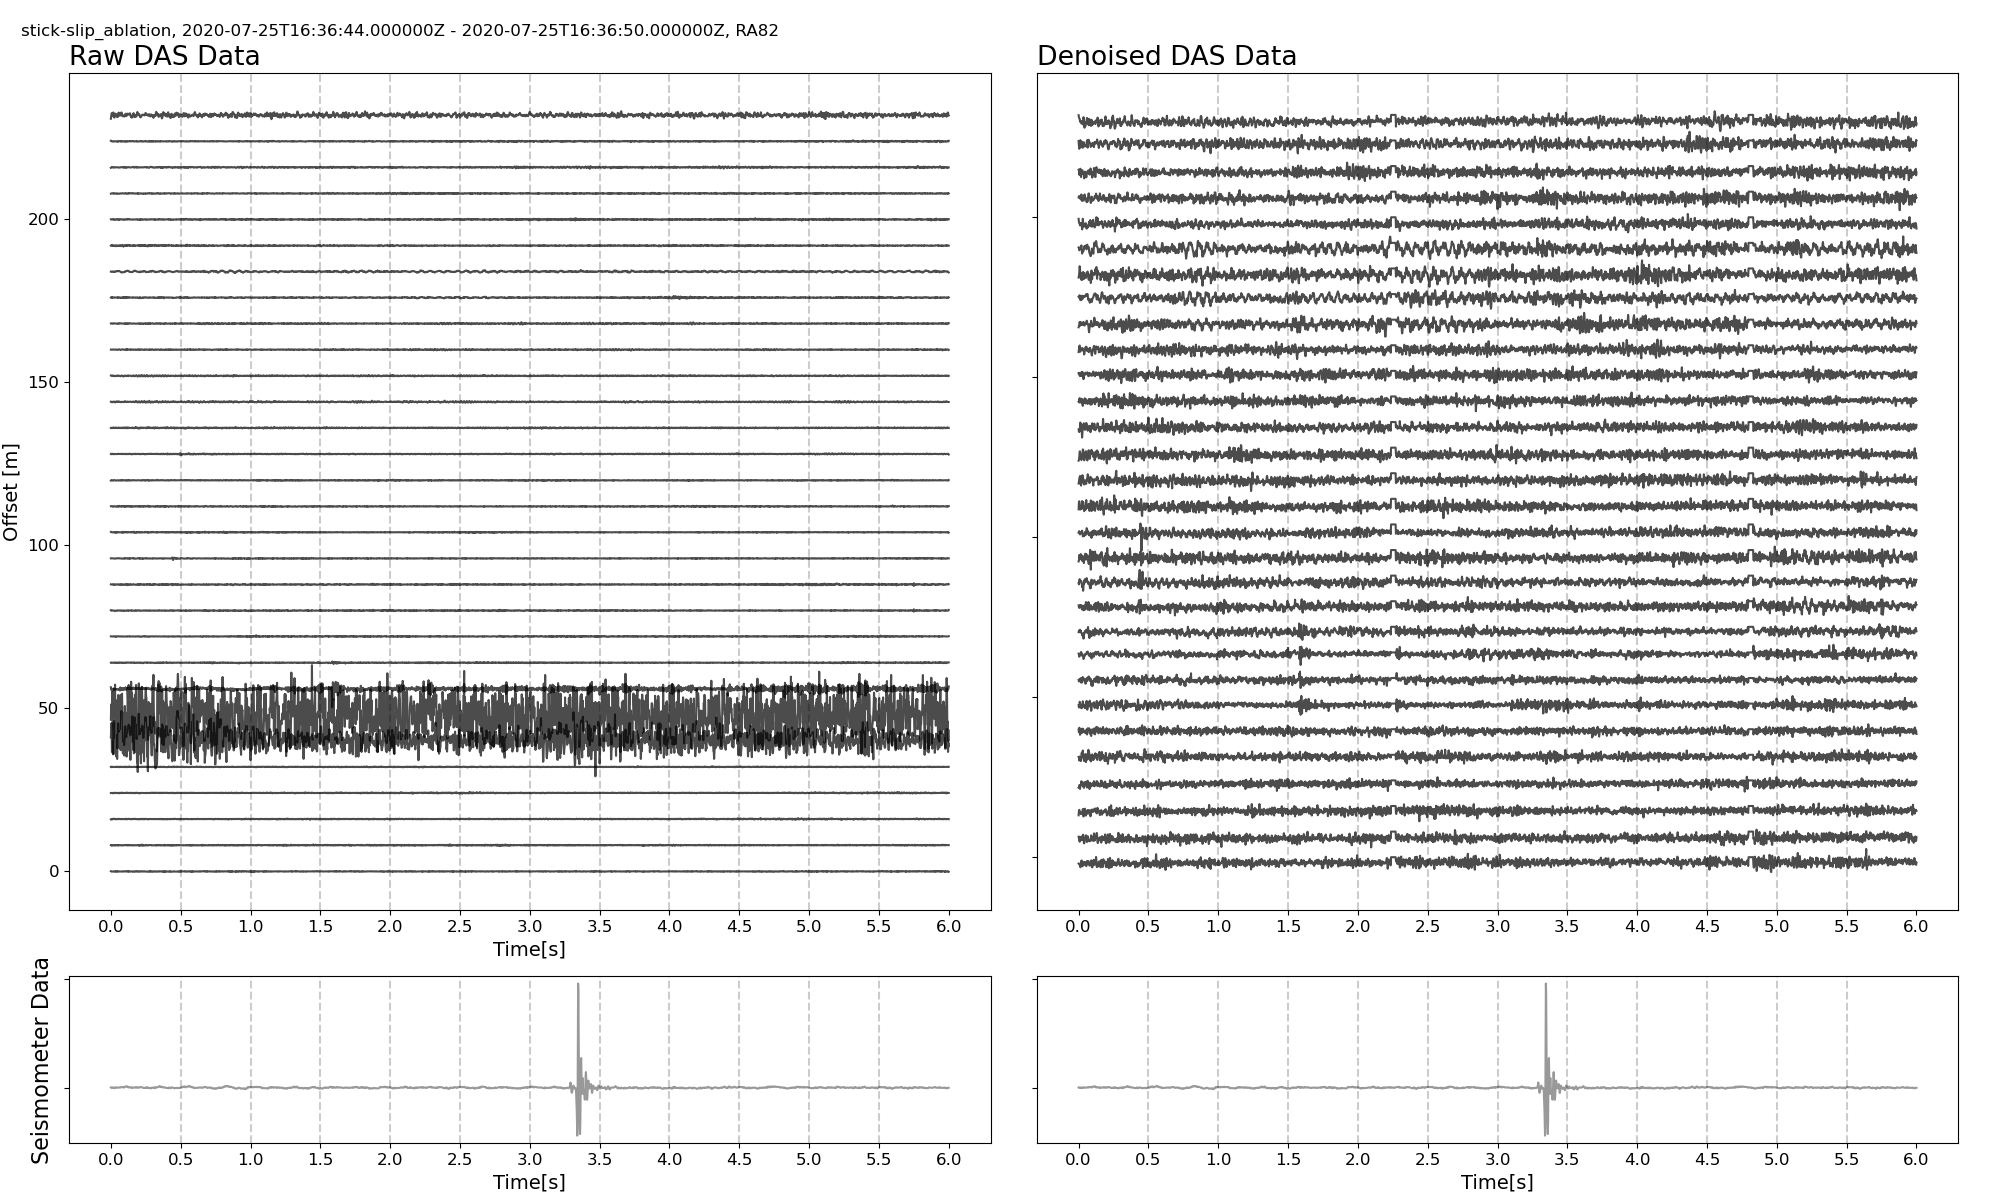 stick-slip_ablation, 2020-07-25T16:36:44.000000Z - 2020-07-25T16:36:50.000000Z, RA82
Raw DAS Data
Denoised DAS Data
Offset [m]
200
150
100
50
0
0.0 0.5 1.0 1.5 2.0 2.5 3.0 3.5 4.0 4.5 5.0 5.5 6.0
Time[s]
0.0 0.5 1.0 1.5 2.0 2.5 3.0 3.5 4.0 4.5 5.0 5.5 6.0
Seismometer Data
0.0 0.5 1.0 1.5 2.0 2.5 3.0 3.5 4.0 4.5 5.0 5.5 6.0
Time[s]
0.0 0.5 1.0 1.5 2.0 2.5 3.0 3.5 4.0 4.5 5.0 5.5 6.0
Time[s]